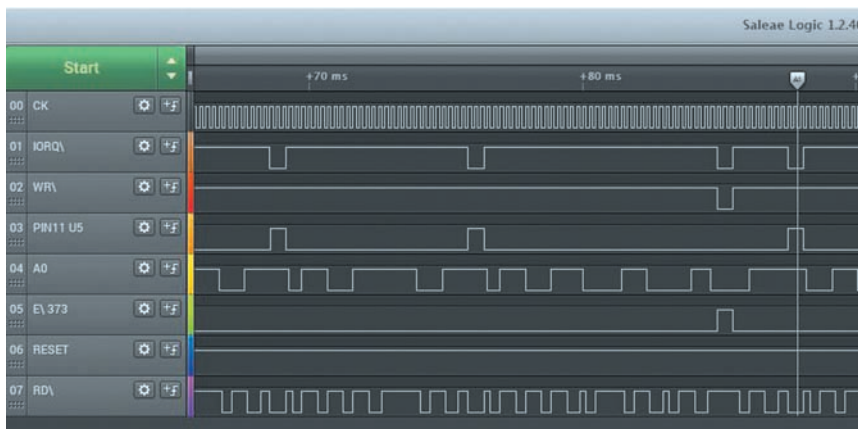 Saleae Logic 1.2.40
Start
+70 ms
+80 ms
00 CK
01 IORQ\
02 WR\
03 PIN11 U5
04 A0
05 E\ 373
06 RESET
07 RD\